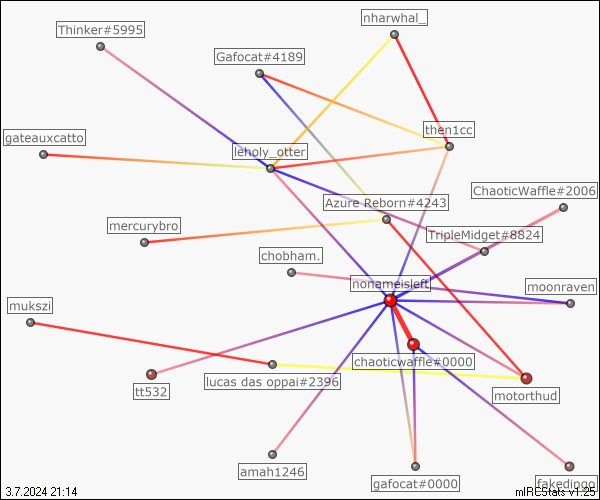 nharwhal_
Thinker#5995
Gafocat#4189
then1cc
gateauxcatto
leholy_otter
ChaoticWaffle#2006
Azure Reborn#4243
mercurybro
TripleMidget#8824
chobham.
nonameisleft
moonraven
mukszi
chaoticwaffle#0000
lucas das oppai#2396
tt532
motorthud
amah1246
gafocat#0000
fakedingo
3.7.2024 21:14
mIRCStats v1.25